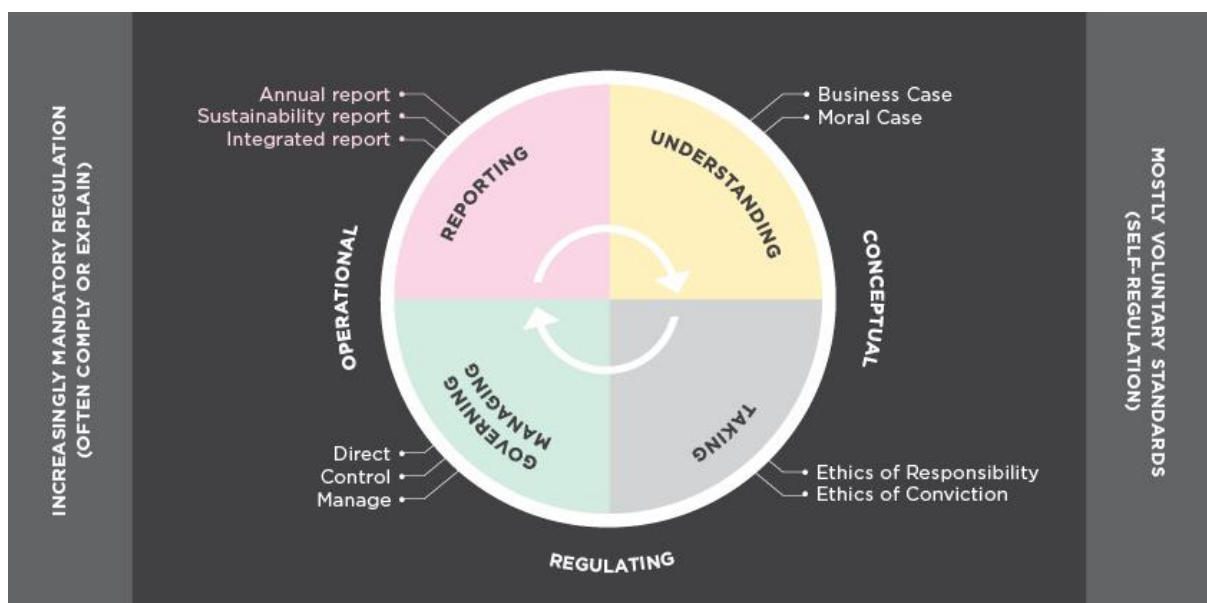 INCREASINGLY MANDATORY REGULATION
(OFTEN COMPLY OR EXPLAIN)
Annual report
Sustainability report
Integrated report
REPORTING
UNDERSTANDING
Business Case
Moral Case
OPERATIONAL
CONCEPTUAL
GOVERNING
MANAGING
TAKING
Direct
Control
Manage
Ethics of Responsibility
Ethics of Conviction
REGULATING
MOSTLY VOLUNTARY STANDARDS
(SELF-REGULATION)